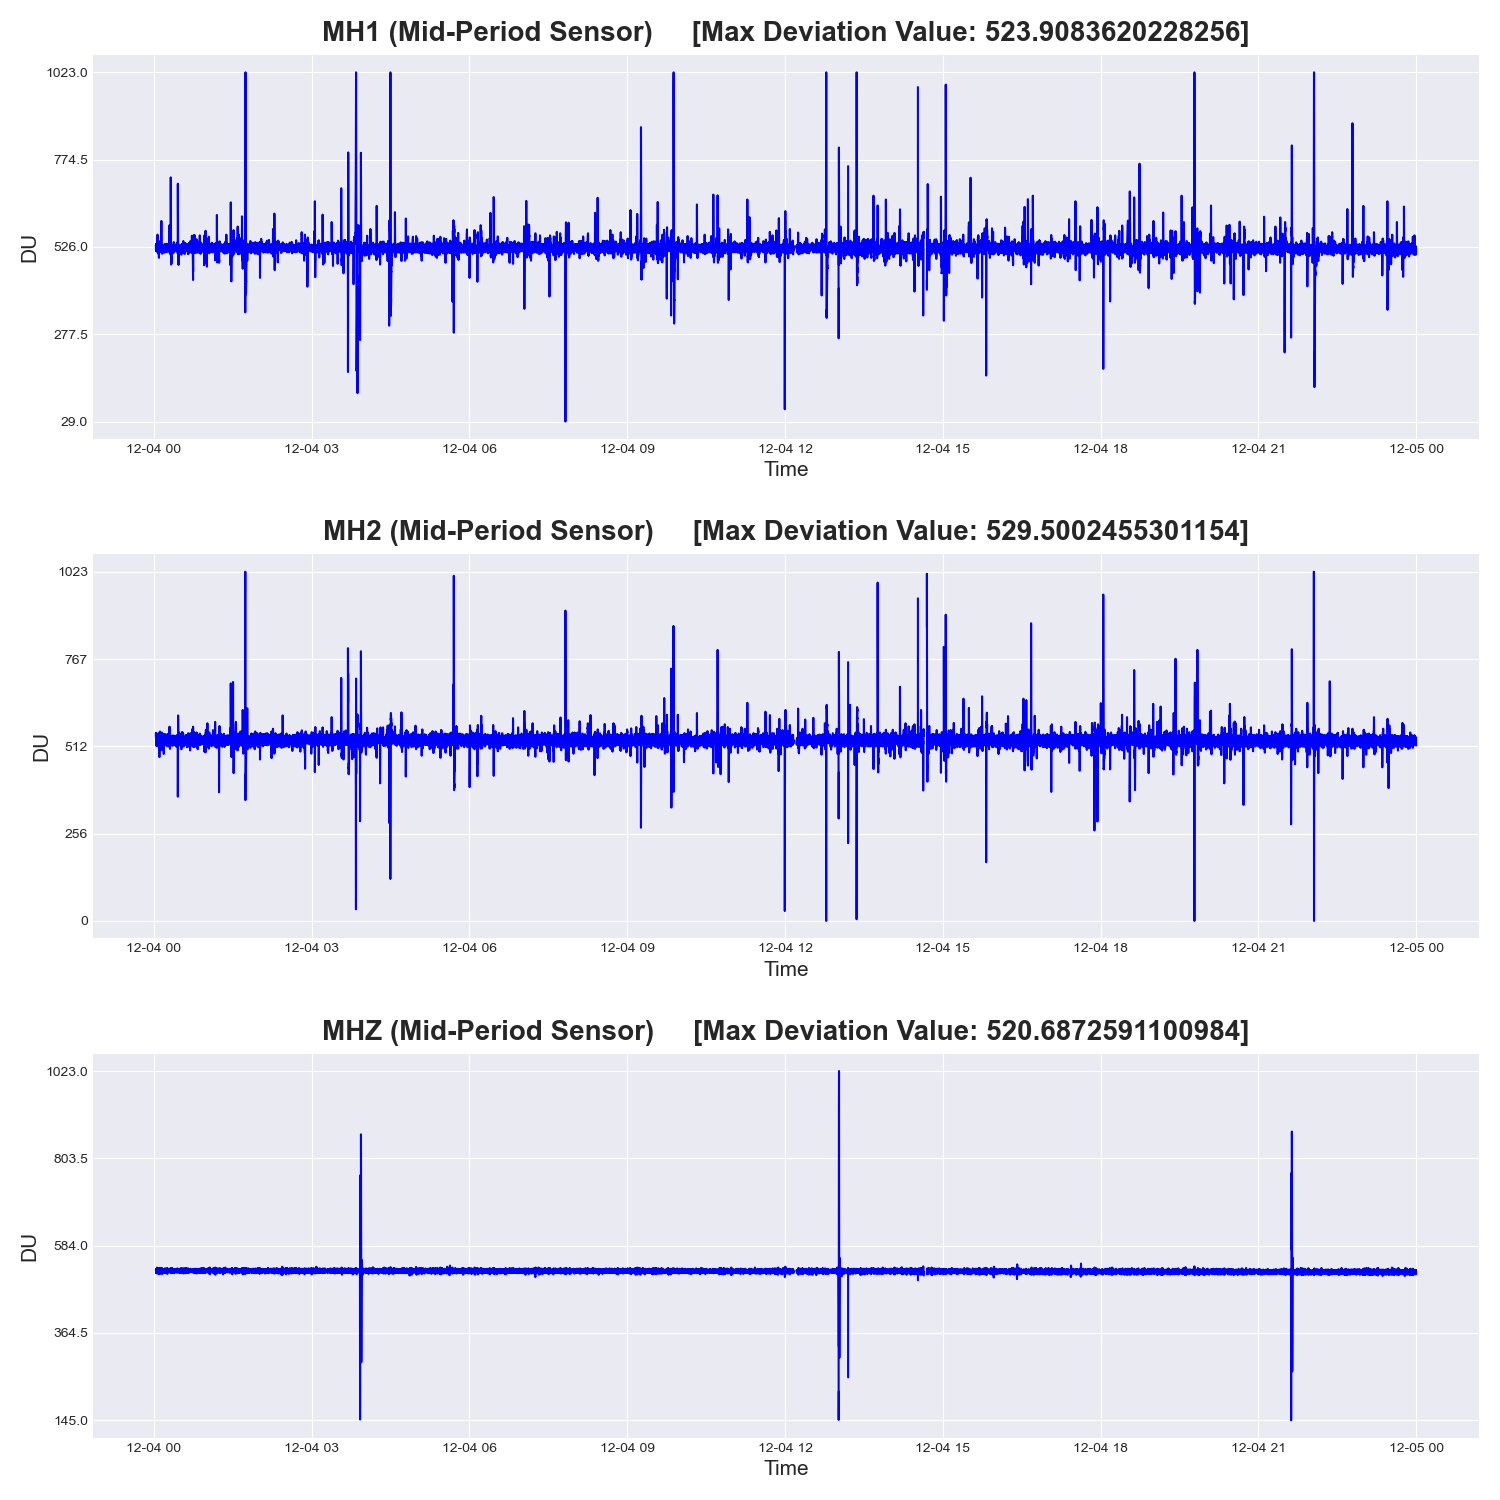 MH1 (Mid-Period Sensor) [Max Deviation Value: 523.9083620228256]
1023.0
774.5
526.0
277.5
29.0
DU
12-04 00 12-04 03 12-04 06 12-04 09 12-04 12 12-04 15 12-04 18 12-04 21 12-05 00
Time
MH2 (Mid-Period Sensor) [Max Deviation Value: 529.5002455301154]
1023
767
512
256
0
DU
12-04 00 12-04 03 12-04 06 12-04 09 12-04 12 12-04 15 12-04 18 12-04 21 12-05 00
Time
MHZ (Mid-Period Sensor) [Max Deviation Value: 520.6872591100984]
1023.0
803.5
584.0
364.5
145.0
DU
12-04 00 12-04 03 12-04 06 12-04 09 12-04 12 12-04 15 12-04 18 12-04 21 12-05 00
Time